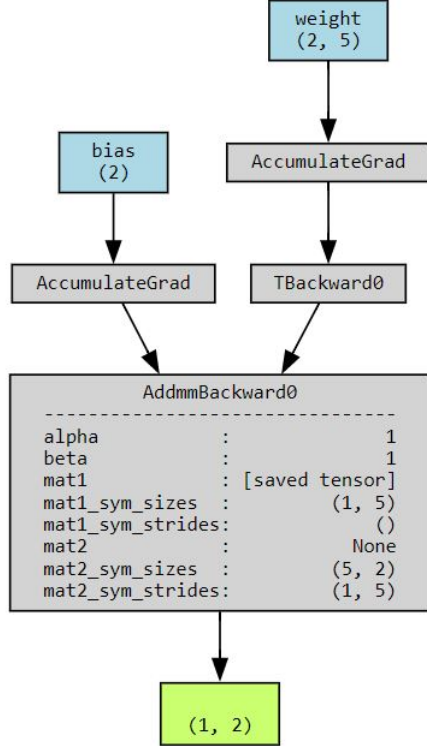 weight
(2, 5)
bias
(2)
AccumulateGrad
AccumulateGrad
TBackward0
AddmmBackward0
--------------------------------
alpha           :              1
beta            :              1
mat1            : [saved tensor]
mat1_sym_sizes  :         (1, 5)
mat1_sym_strides:             ()
mat2            :           None
mat2_sym_sizes  :         (5, 2)
mat2_sym_strides:         (1, 5)
(1, 2)